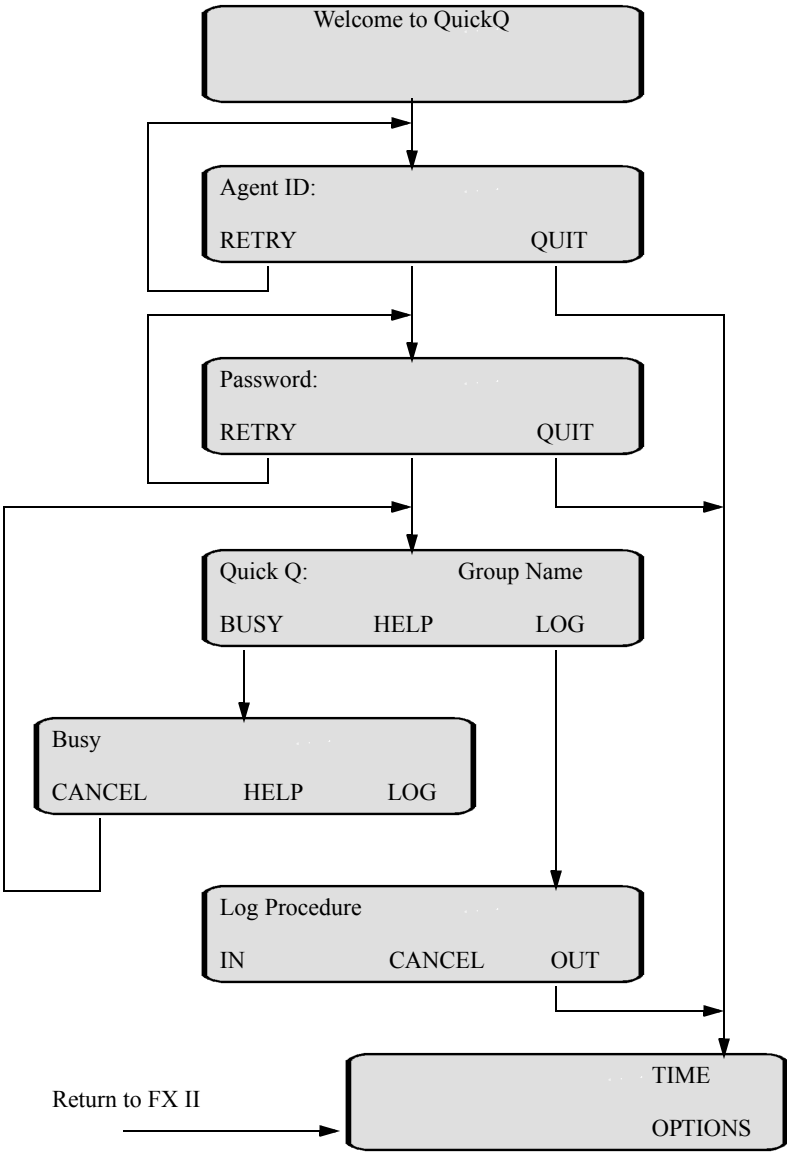 Welcome to QuickQ
Agent ID:
RETRY QUIT
Password:
RETRY QUIT
Quick Q: Group Name
BUSY HELP LOG
Busy
CANCEL HELP LOG
Log Procedure
IN CANCEL OUT
TIME
Return to FX II
OPTIONS